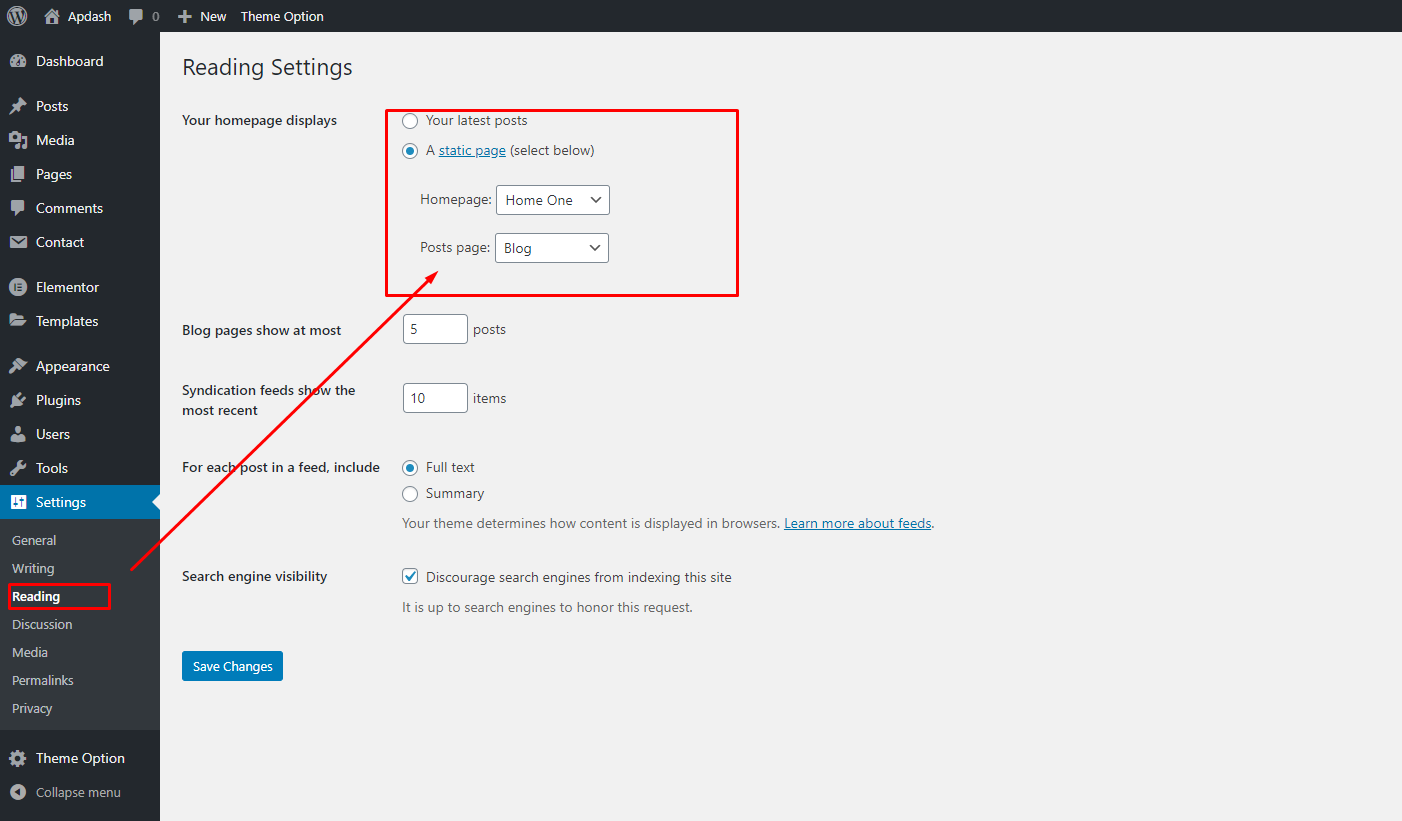 Apdash 0 New Theme Option
Dashboard
Posts
Media
Pages
Comments
Contact
Elementor
Templates
Appearance
Plugins
Users
Tools
Settings
General
Writing
Reading
Discussion
Media
Permalinks
Privacy
Theme Option
Collapse menu
Reading Settings
Your homepage displays
Your latest posts
A static page (select below)
Homepage: Home One
Posts page: Blog
Blog pages show at most 5 posts
Syndication feeds show the
most recent
10 items
For each post in a feed, include
Full text
Summary
Your theme determines how content is displayed in browsers. Learn more about feeds.
Search engine visibility
Discourage search engines from indexing this site
It is up to search engines to honor this request.
Save Changes